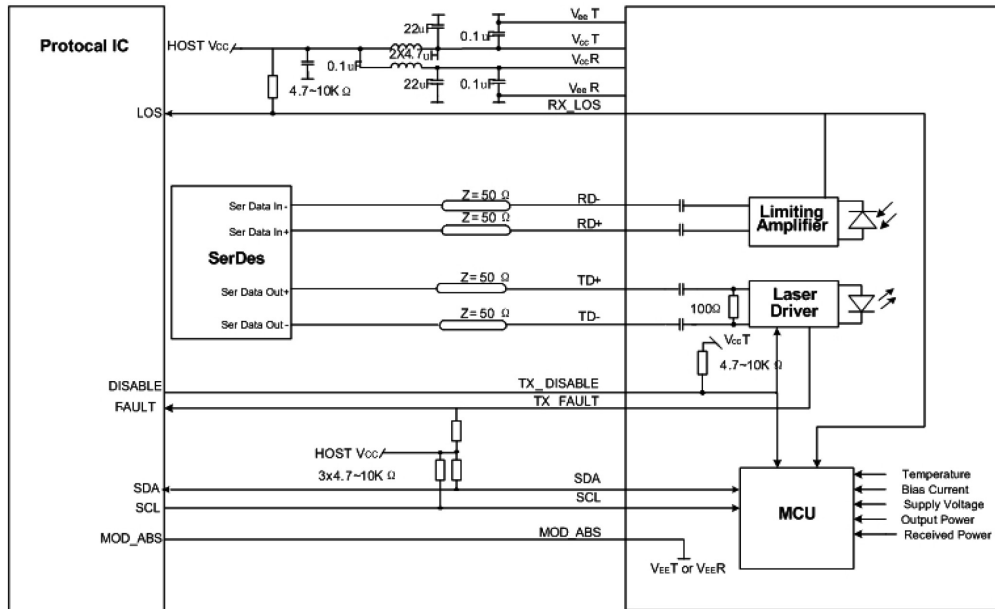 Protocal IC
HOST Vcc
22uF
0.1uF
VeeT
VccT
2X4.7uH
0.1uF
VccR
22uF
0.1uF
VeeR
4.7~10K Ω
LOS
RX_LOS
Z= 50 Ω
RD-
Ser Data In-
Z= 50 Ω
RD+
Ser Data In+
Limiting
Amplifier
SerDes
Z= 50 Ω
TD+
Ser Data Out+
100Ω
Laser
Driver
Z= 50 Ω
TD-
Ser Data Out-
VccT
4.7~10K Ω
DISABLE
TX_DISABLE
FAULT
TX_FAULT
HOST Vcc
3x4.7~10K Ω
SDA
SDA
SCL
SCL
MCU
Temperature
Bias Current
Supply Voltage
Output Power
Received Power
MOD_ABS
MOD_ABS
VEET or VEER